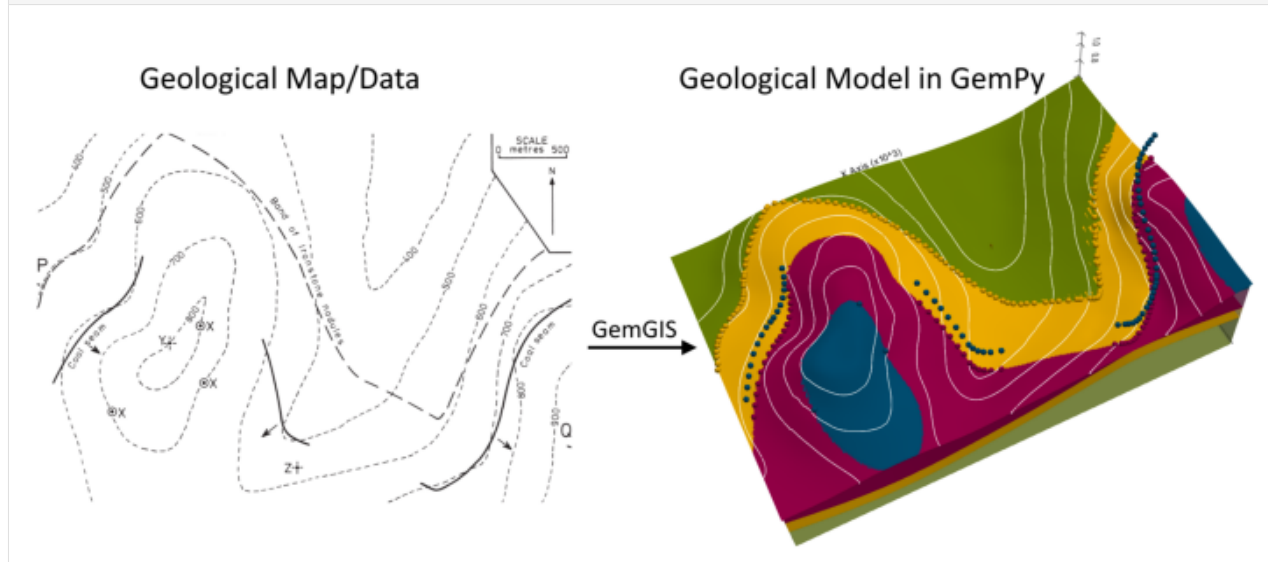 Geological Map/Data
Geological Model in GemPy
SCALE
0 metres 500
N
400
500
600
700
800
P
Coal seam
Y
X
X
X
Band of Ironstone nodules
400
500
600
700
Coal seam
800
Q
800
Z
GemGIS
X Axis (x10^3)